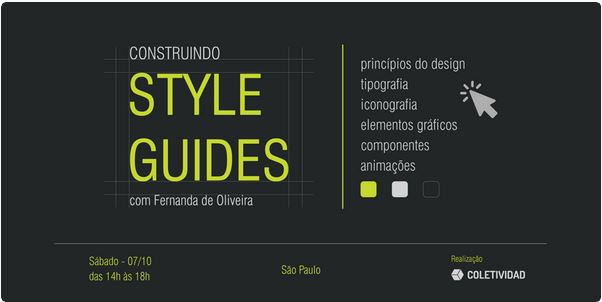 CONSTRUINDO
STYLE
GUIDES
com Fernanda de Oliveira
princípios do design
tipografia
iconografia
elementos gráficos
componentes
animações
Sábado - 07/10
das 14h às 18h
São Paulo
Realização
COLETIVIDAD